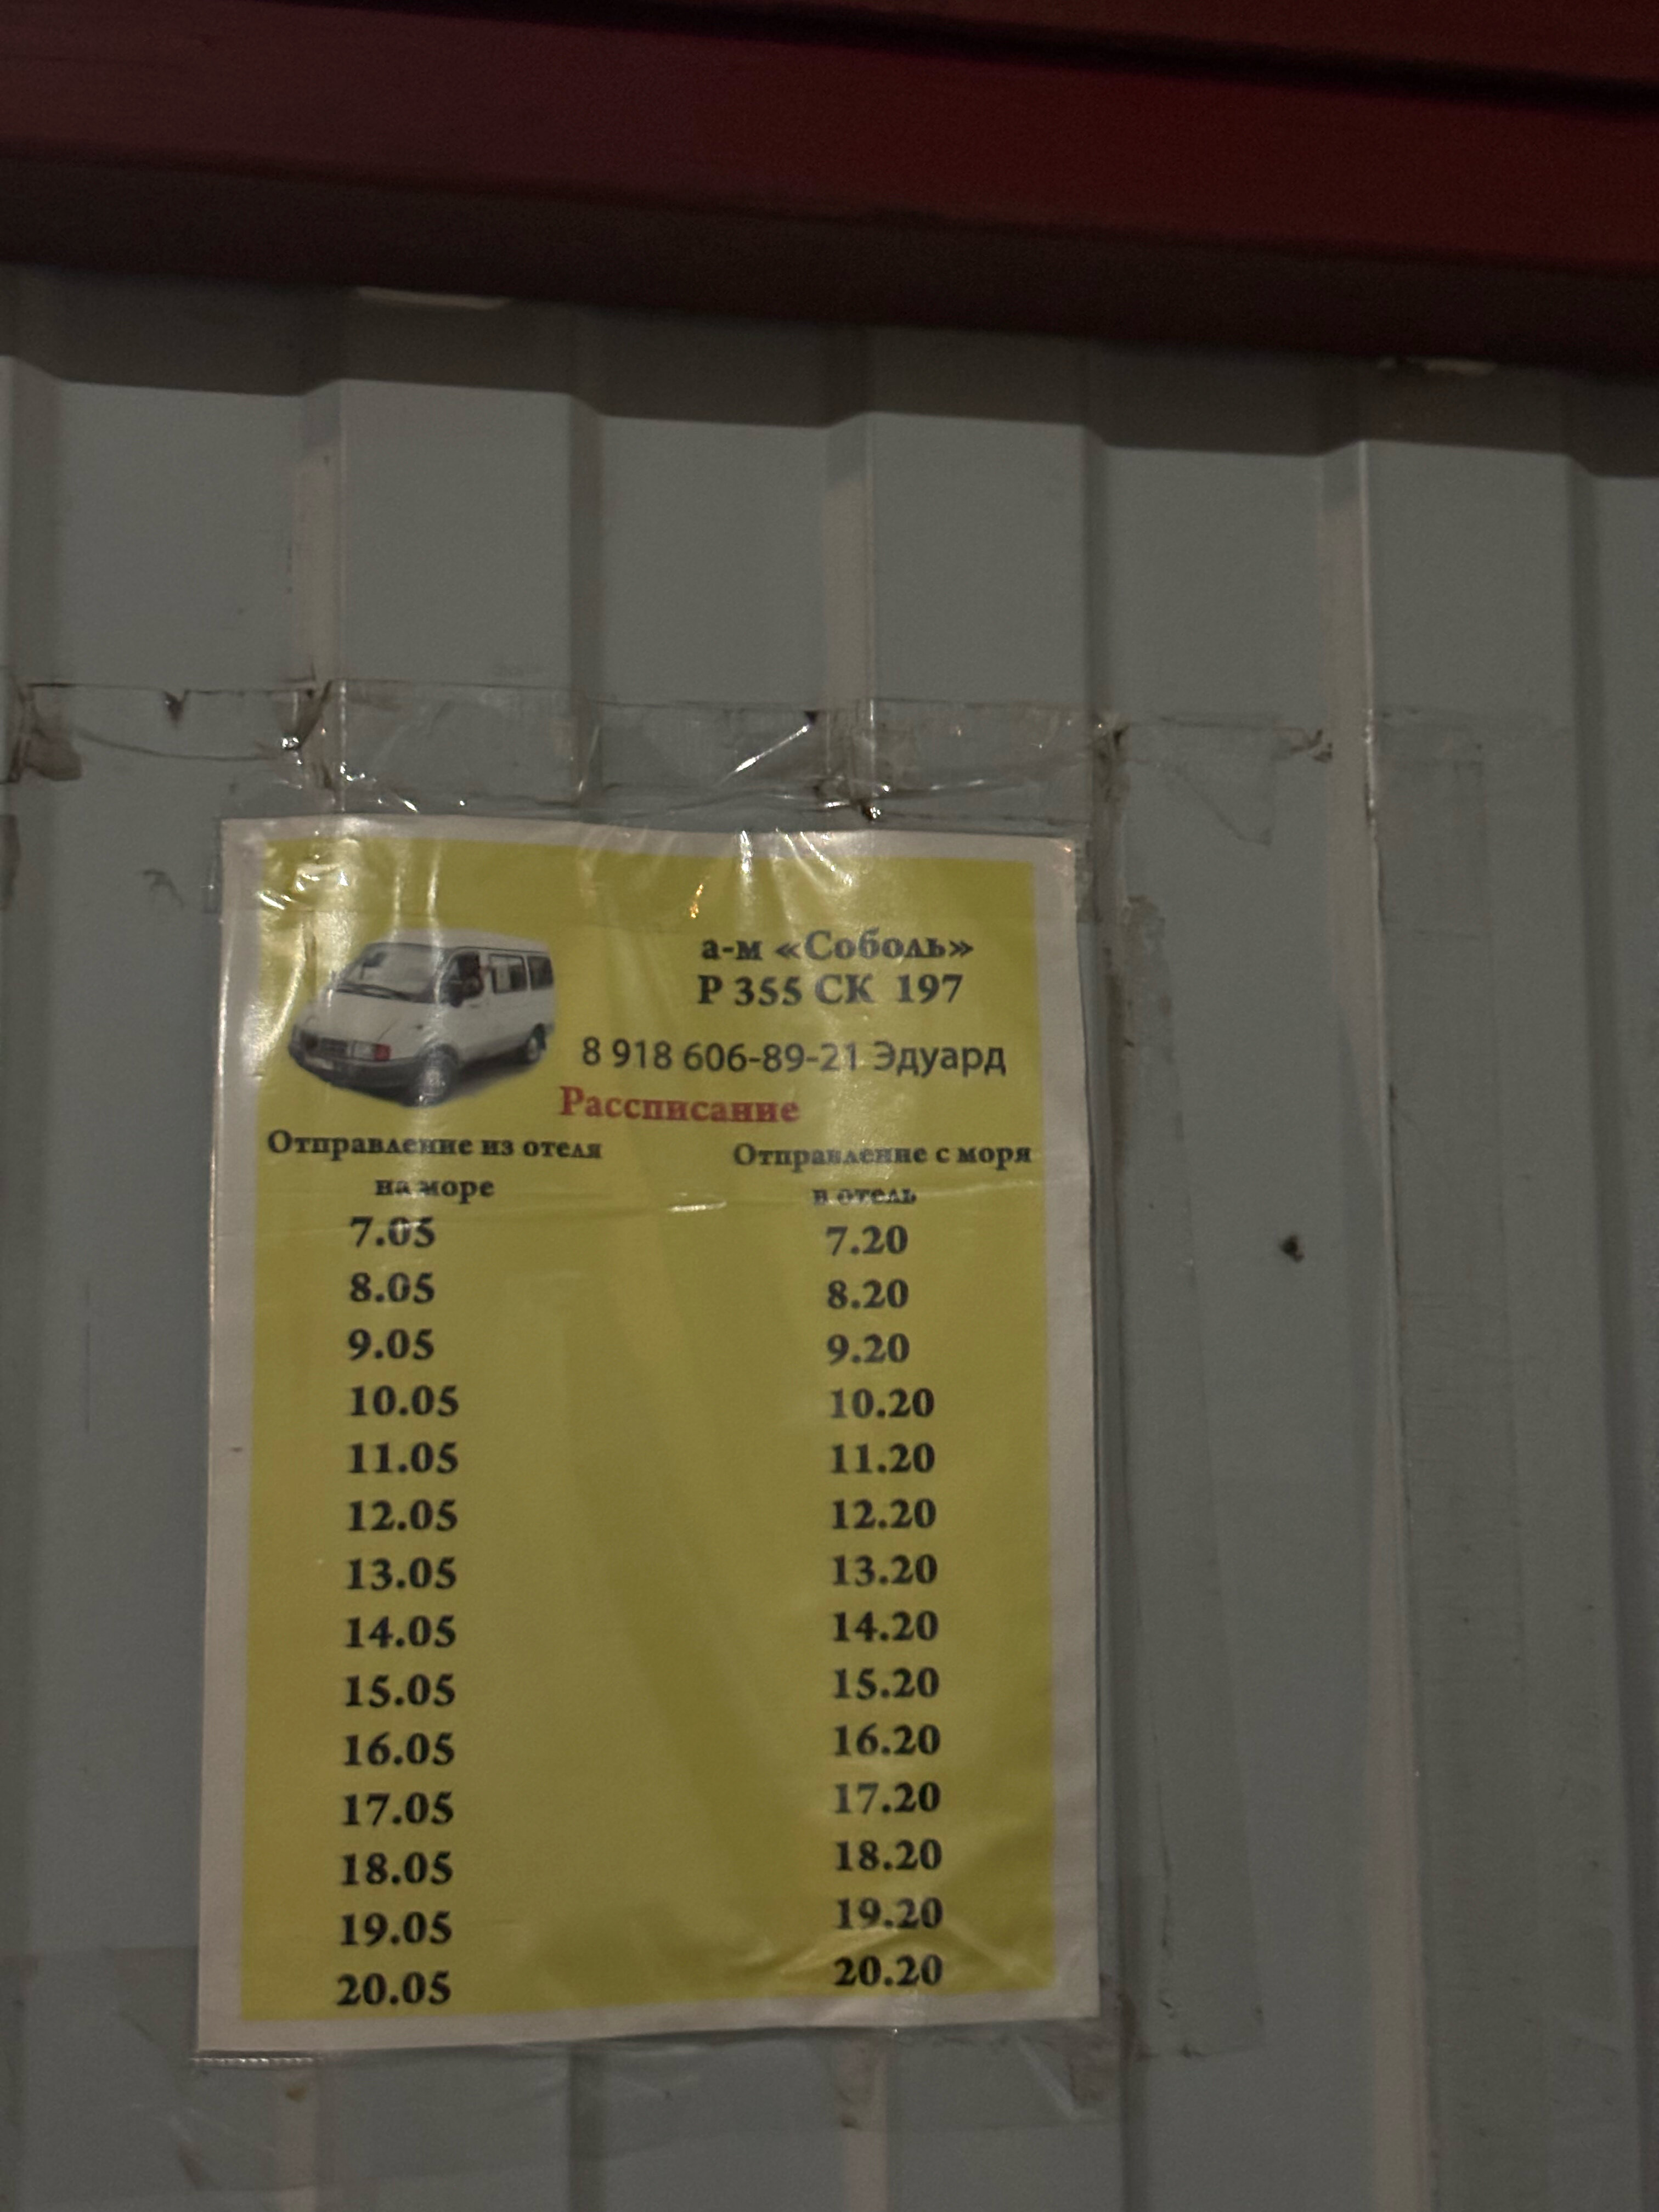 а-м «Соболь»
Р 355 СК 197
8 918 606-89-21 Эдуард
Рассписание
Отправление из отеля
на море
Отправление с моря
в отель
7.05 7.20
8.05 8.20
9.05 9.20
10.05 10.20
11.05 11.20
12.05 12.20
13.05 13.20
14.05 14.20
15.05 15.20
16.05 16.20
17.05 17.20
18.05 18.20
19.05 19.20
20.05 20.20